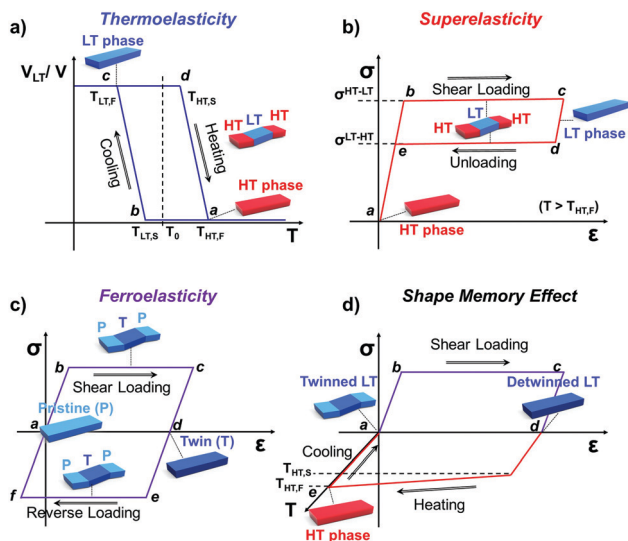 a) Thermoelasticity
LT phase
V_LT/ V
c d
T_LT,F T_HT,S
HT LT HT
Cooling
Heating
HT phase
b a
T_LT,S T_0 T_HT,F T
b) Superelasticity
σ
σ^HT-LT b Shear Loading c
LT
HT HT
LT phase
σ^LT-HT e d
Unloading
a
(T > T_HT,F)
HT phase ε
c) Ferroelasticity
P T P
σ
b c
Shear Loading
Pristine (P)
a d ε
P T P
Twin (T)
f e
Reverse Loading
d) Shape Memory Effect
σ
b Shear Loading c
Twinned LT Detwinned LT
a d ε
Cooling
T_HT,S
T_HT,F
e
T Heating
HT phase